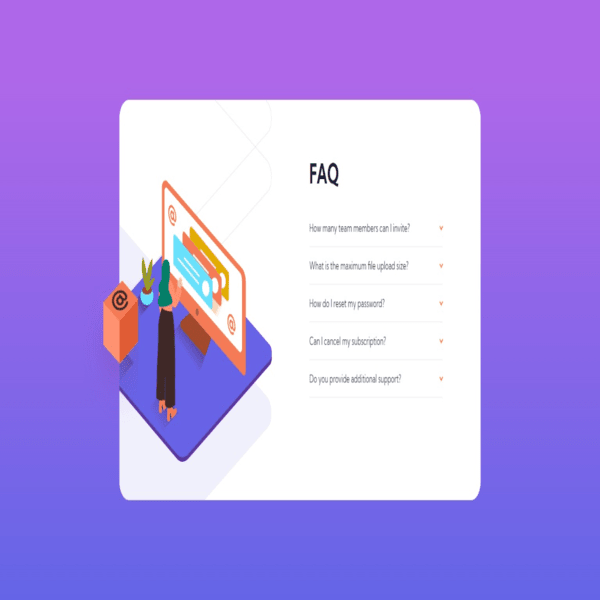 FAQ
How many team members can I invite?
What is the maximum file upload size?
How do I reset my password?
Can I cancel my subscription?
Do you provide additional support?
@
@
@